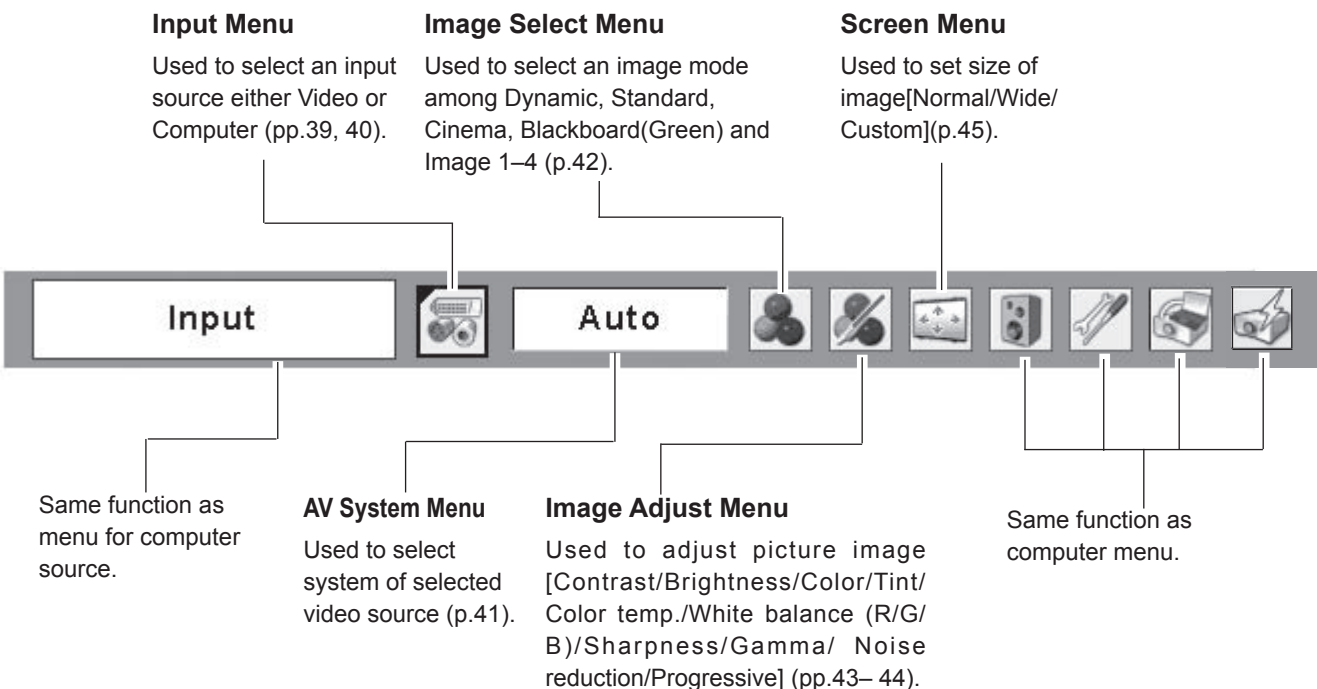 Input Menu
Used to select an input
source either Video or
Computer (pp.39, 40).
Image Select Menu
Used to select an image mode
among Dynamic, Standard,
Cinema, Blackboard(Green) and
Image 1–4 (p.42).
Screen Menu
Used to set size of
image[Normal/Wide/
Custom](p.45).
Input
Auto
Same function as
menu for computer
source.
AV System Menu
Used to select
system of selected
video source (p.41).
Image Adjust Menu
Used to adjust picture image
[Contrast/Brightness/Color/Tint/
Color temp./White balance (R/G/
B)/Sharpness/Gamma/ Noise
reduction/Progressive] (pp.43– 44).
Same function as
computer menu.